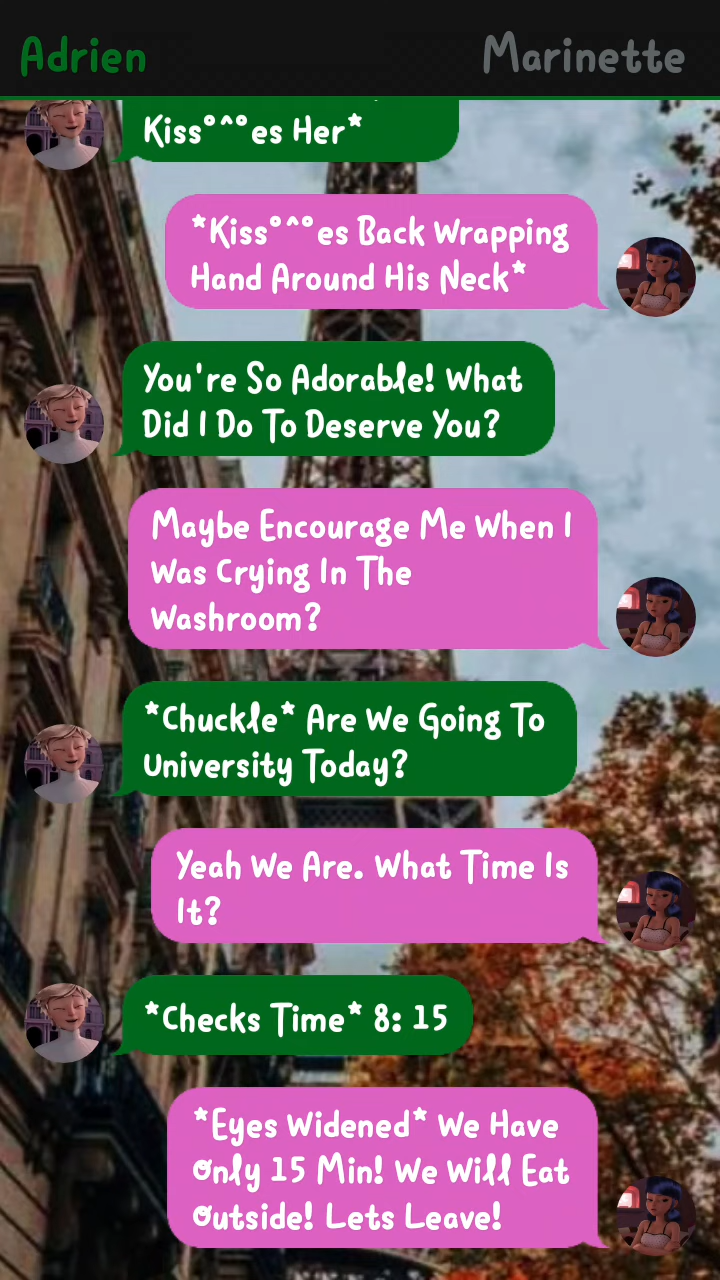 Adrien
Marinette
Kiss°^°es Her*
*Kiss°^°es Back Wrapping
Hand Around His Neck*
You're So Adorable! What
Did I Do To Deserve You?
Maybe Encourage Me When I
Was Crying In The
Washroom?
*Chuckle* Are We Going To
University Today?
Yeah We Are. What Time Is
It?
*Checks Time* 8: 15
*Eyes Widened* We Have
Only 15 Min! We Will Eat
Outside! Lets Leave!